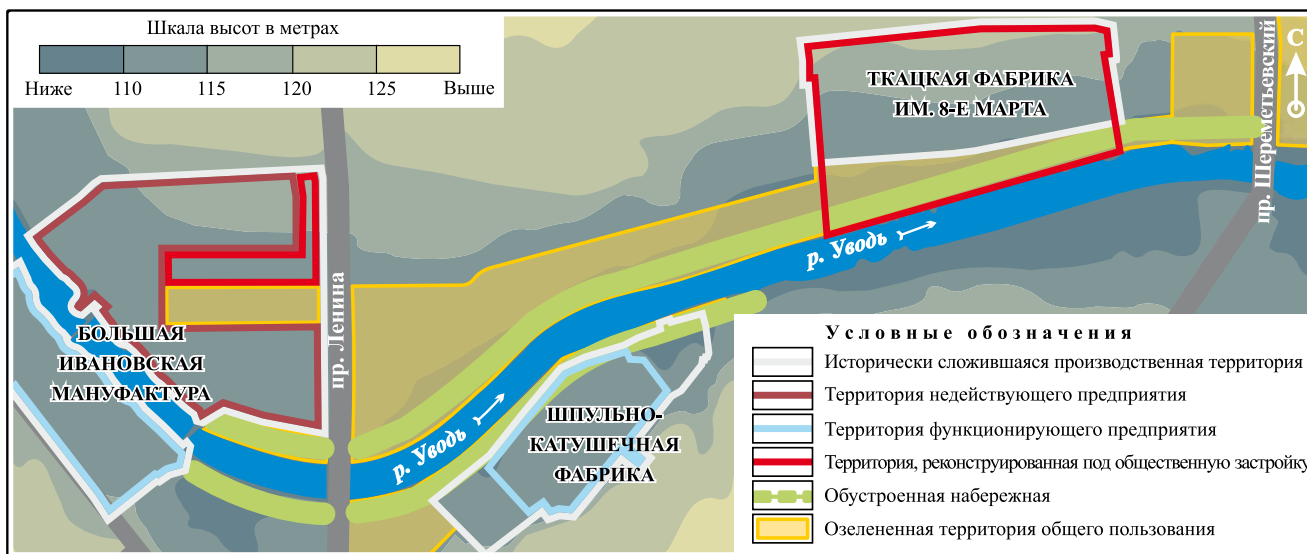 Шкала высот в метрах
Ниже 110 115 120 125 Выше
ТКАЦКАЯ ФАБРИКА
ИМ. 8-Е МАРТА
С
пр. Шереметьевский
р. Уводь
пр. Ленина
БОЛЬШАЯ
ИВАНОВСКАЯ
МАНУФАКТУРА
р. Уводь
ШПУЛЬНО-
КАТУШЕЧНАЯ
ФАБРИКА
Условные обозначения
Исторически сложившаяся производственная территория
Территория недействующего предприятия
Территория функционирующего предприятия
Территория, реконструированная под общественную застройку
Обустроенная набережная
Озелененная территория общего пользования